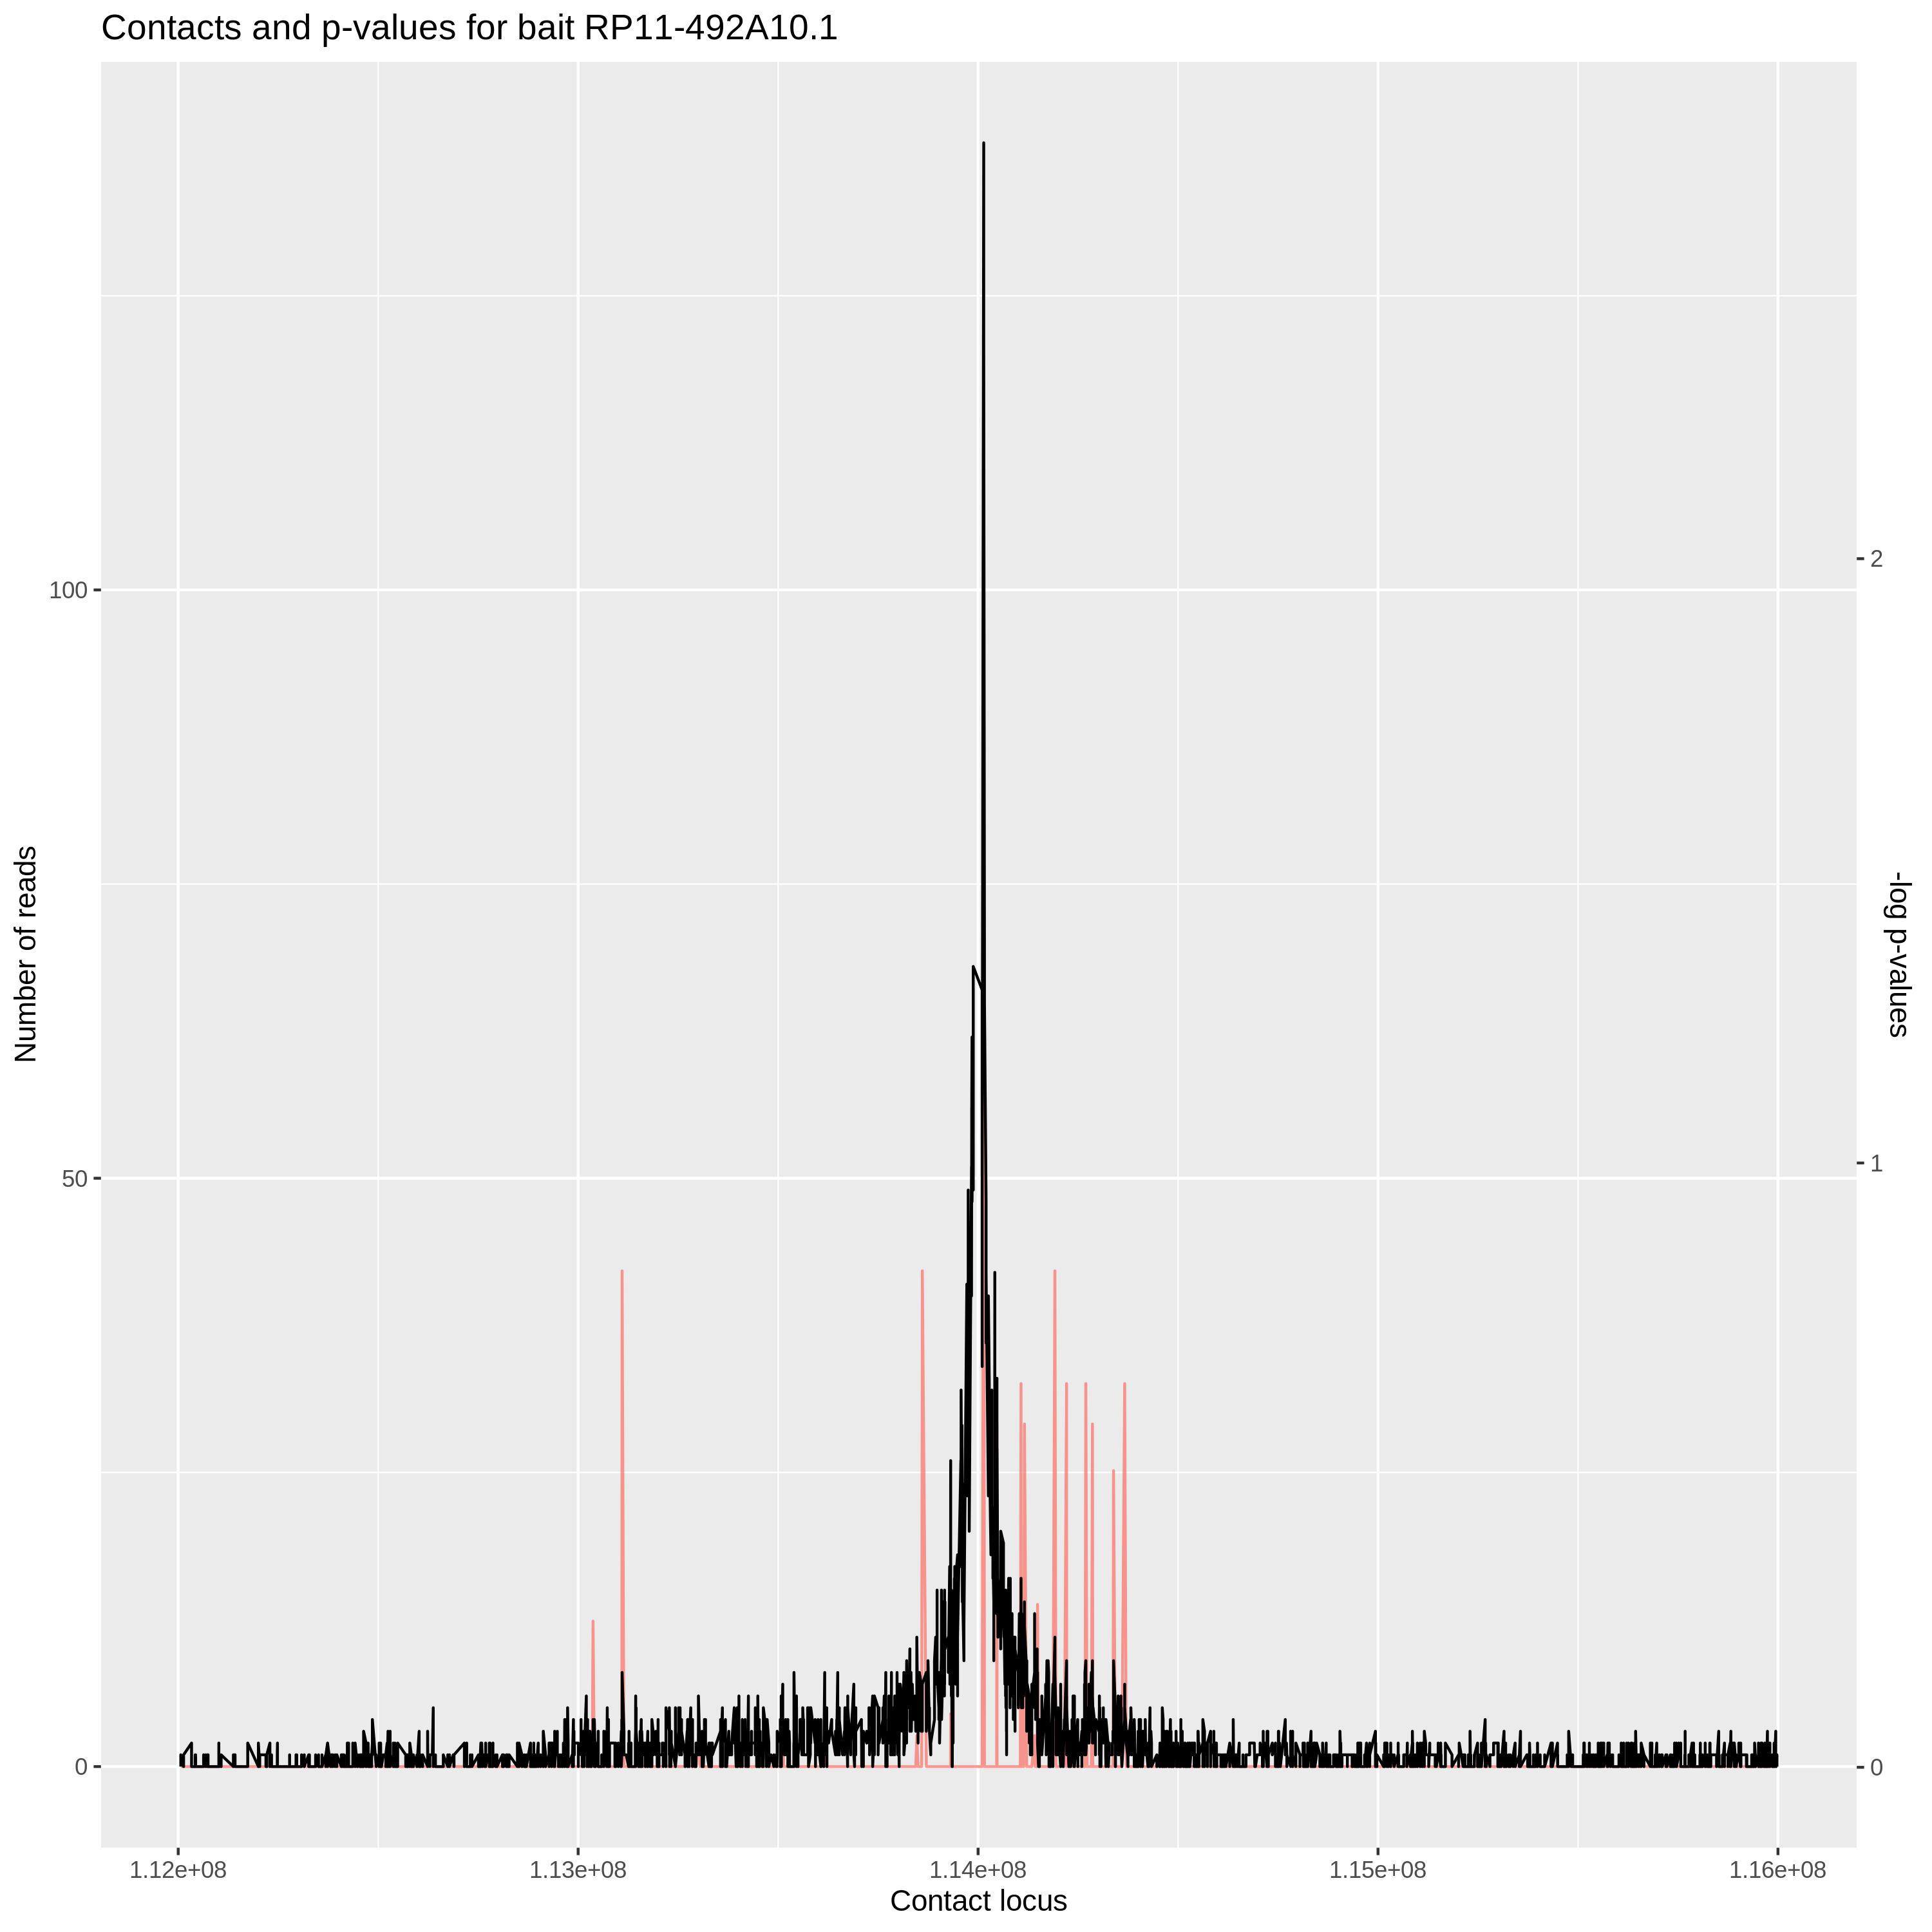 Contacts and p-values for bait RP11-492A10.1
100
50
0
Number of reads
2
1
0
-log p-values
1.12e+08 1.13e+08 1.14e+08 1.15e+08 1.16e+08
Contact locus